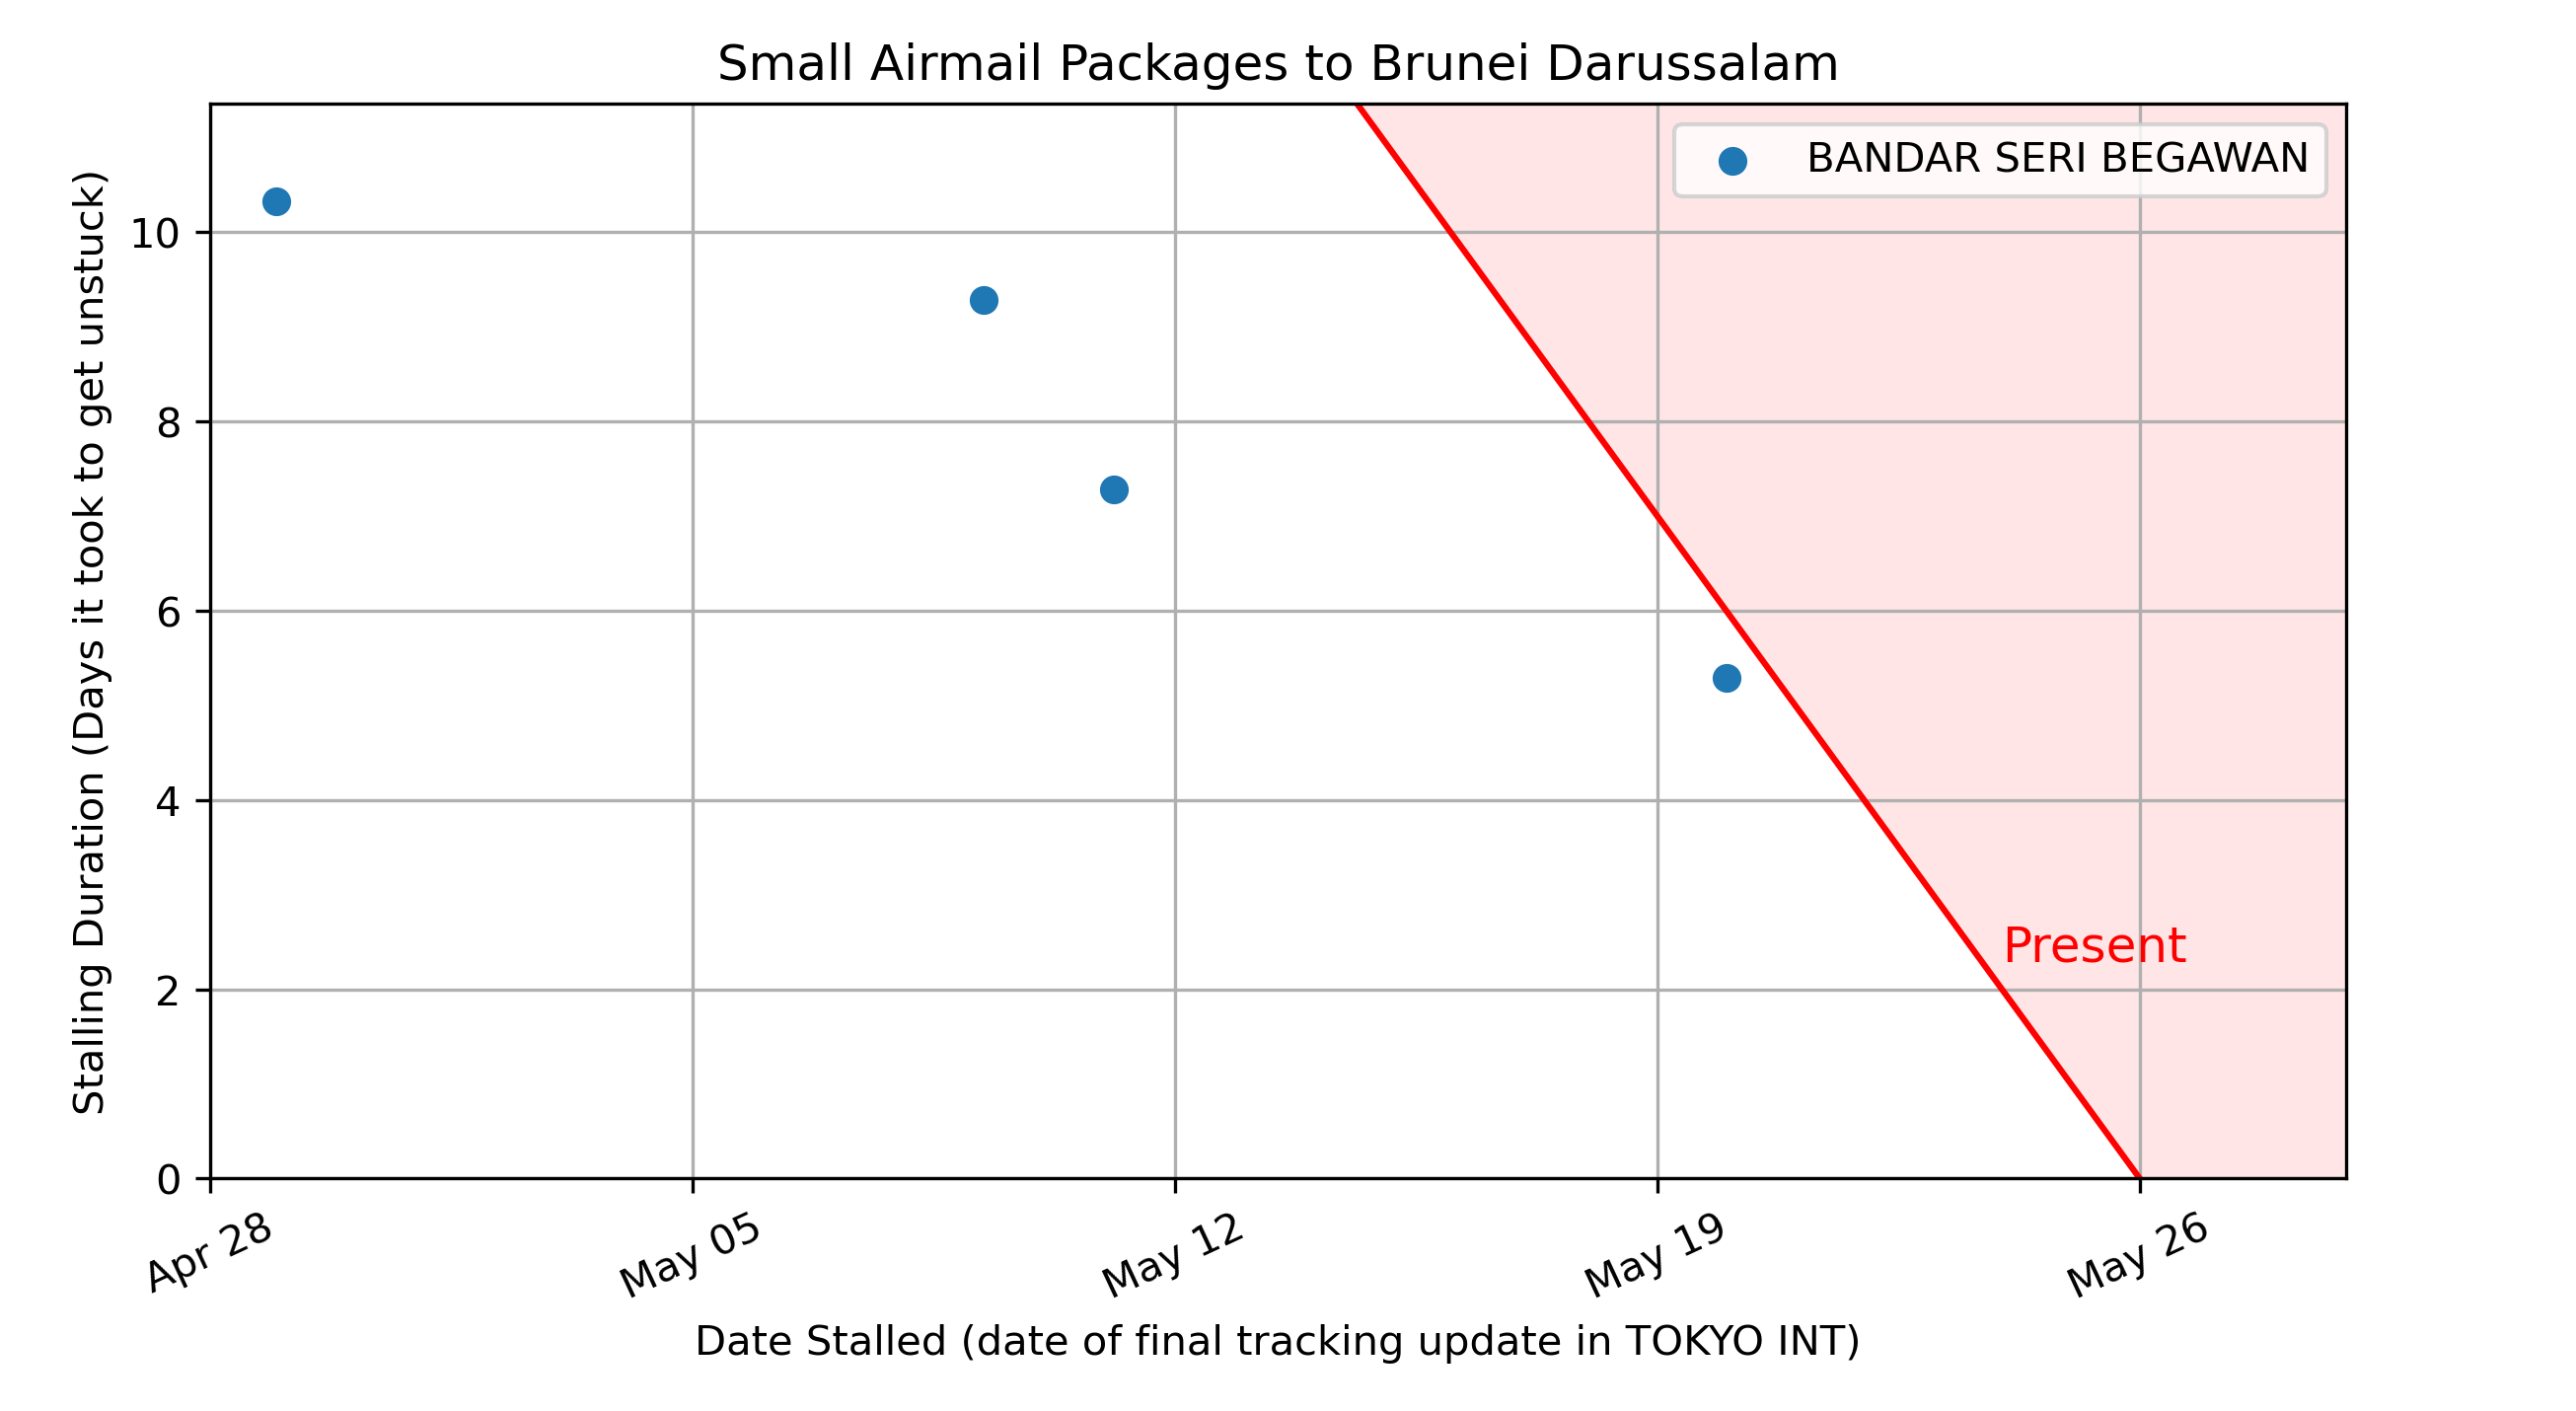 Small Airmail Packages to Brunei Darussalam
BANDAR SERI BEGAWAN
Stalling Duration (Days it took to get unstuck)
10
8
6
4
2
0
Present
Apr 28
May 05
May 12
May 19
May 26
Date Stalled (date of final tracking update in TOKYO INT)